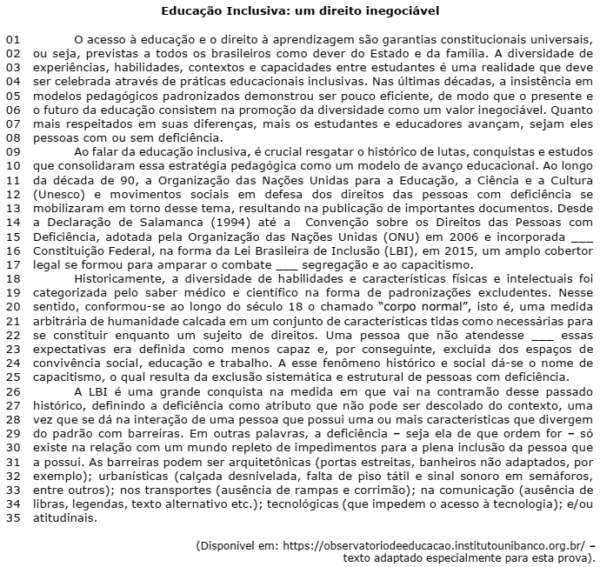 Educação Inclusiva: um direito inegociável
01 O acesso à educação e o direito à aprendizagem são garantias constitucionais universais,
02 ou seja, previstas a todos os brasileiros como dever do Estado e da família. A diversidade de
03 experiências, habilidades, contextos e capacidades entre estudantes é uma realidade que deve
04 ser celebrada através de práticas educacionais inclusivas. Nas últimas décadas, a insistência em
05 modelos pedagógicos padronizados demonstrou ser pouco eficiente, de modo que o presente e
06 o futuro da educação consistem na promoção da diversidade como um valor inegociável. Quanto
07 mais respeitados em suas diferenças, mais os estudantes e educadores avançam, sejam eles
08 pessoas com ou sem deficiência.
09 Ao falar da educação inclusiva, é crucial resgatar o histórico de lutas, conquistas e estudos
10 que consolidaram essa estratégia pedagógica como um modelo de avanço educacional. Ao longo
11 da década de 90, a Organização das Nações Unidas para a Educação, a Ciência e a Cultura
12 (Unesco) e movimentos sociais em defesa dos direitos das pessoas com deficiência se
13 mobilizaram em torno desse tema, resultando na publicação de importantes documentos. Desde
14 a Declaração de Salamanca (1994) até a Convenção sobre os Direitos das Pessoas com
15 Deficiência, adotada pela Organização das Nações Unidas (ONU) em 2006 e incorporada ___
16 Constituição Federal, na forma da Lei Brasileira de Inclusão (LBI), em 2015, um amplo cobertor
17 legal se formou para amparar o combate ___ segregação e ao capacitismo.
18 Historicamente, a diversidade de habilidades e características físicas e intelectuais foi
19 categorizada pelo saber médico e científico na forma de padronizações excludentes. Nesse
20 sentido, conformou-se ao longo do século 18 o chamado “corpo normal”, isto é, uma medida
21 arbitrária de humanidade calcada em um conjunto de características tidas como necessárias para
22 se constituir enquanto um sujeito de direitos. Uma pessoa que não atendesse ___ essas
23 expectativas era definida como menos capaz e, por conseguinte, excluída dos espaços de
24 convivência social, educação e trabalho. A esse fenômeno histórico e social dá-se o nome de
25 capacitismo, o qual resulta da exclusão sistemática e estrutural de pessoas com deficiência.
26 A LBI é uma grande conquista na medida em que vai na contramão desse passado
27 histórico, definindo a deficiência como atributo que não pode ser descolado do contexto, uma
28 vez que se dá na interação de uma pessoa que possui uma ou mais características que divergem
29 do padrão com barreiras. Em outras palavras, a deficiência – seja ela de que ordem for – só
30 existe na relação com um mundo repleto de impedimentos para a plena inclusão da pessoa que
31 a possui. As barreiras podem ser arquitetônicas (portas estreitas, banheiros não adaptados, por
32 exemplo); urbanísticas (calçada desnivelada, falta de piso tátil e sinal sonoro em semáforos,
33 entre outros); nos transportes (ausência de rampas e corrimão); na comunicação (ausência de
34 libras, legendas, texto alternativo etc.); tecnológicas (que impedem o acesso à tecnologia); e/ou
35 atitudinais.
(Disponível em: https://observatoriodeeducacao.institutounibanco.org.br/ –
texto adaptado especialmente para esta prova).